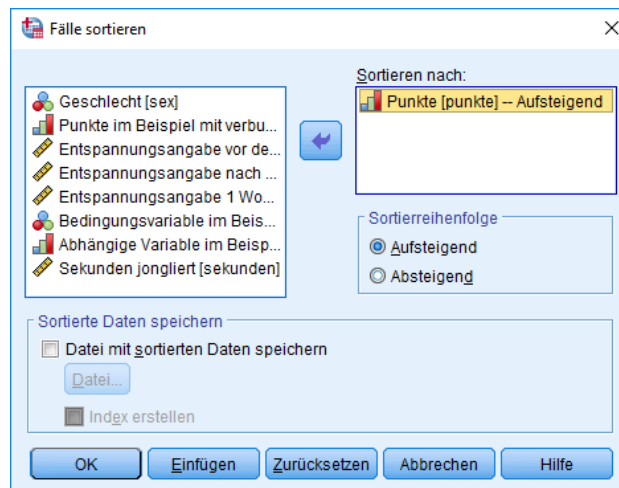 Fälle sortieren
Geschlecht [sex]
Punkte im Beispiel mit verbu...
Entspannungsangabe vor de...
Entspannungsangabe nach ...
Entspannungsangabe 1 Wo...
Bedingungsvariable im Beis...
Abhängige Variable im Beisp...
Sekunden jongliert [sekunden]
Sortieren nach:
Punkte [punkte] -- Aufsteigend
Sortierreihenfolge
Aufsteigend
Absteigend
Sortierte Daten speichern
Datei mit sortierten Daten speichern
Datei...
Index erstellen
OK
Einfügen
Zurücksetzen
Abbrechen
Hilfe